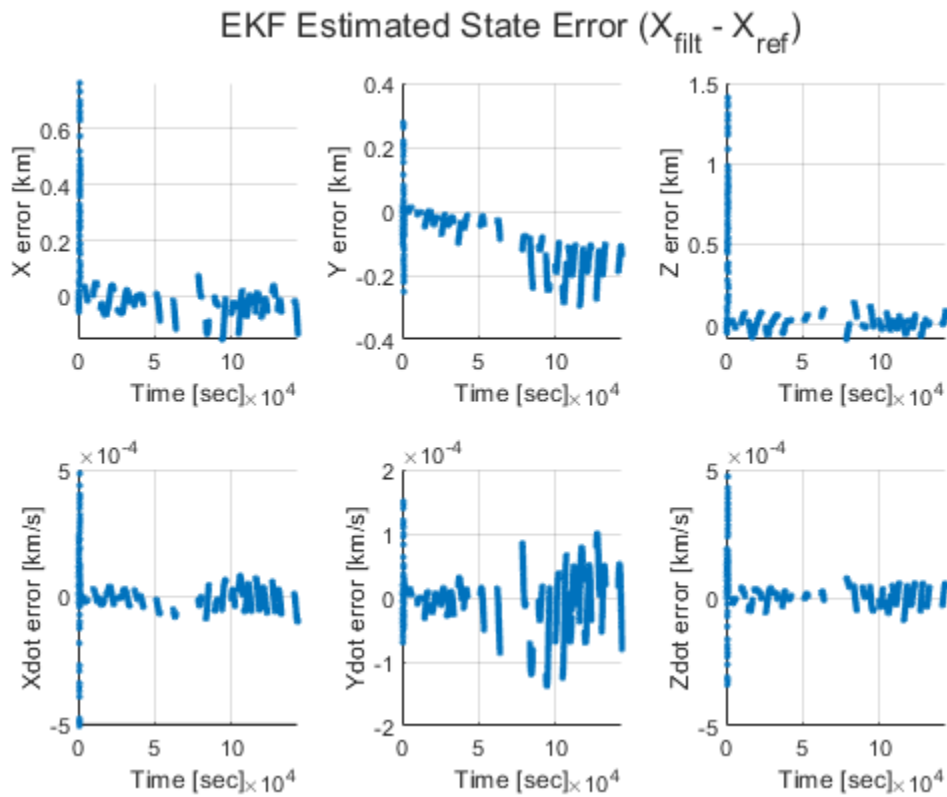 EKF Estimated State Error (X_filt - X_ref)
X error [km]
0.6
0.4
0.2
0
0 5 10
Time [sec] ×10^4
Y error [km]
0.4
0.2
0
-0.2
-0.4
0 5 10
Time [sec] ×10^4
Z error [km]
1.5
1
0.5
0
0 5 10
Time [sec] ×10^4
×10^-4
Xdot error [km/s]
5
0
-5
0 5 10
Time [sec] ×10^4
×10^-4
Ydot error [km/s]
2
1
0
-1
-2
0 5 10
Time [sec] ×10^4
×10^-4
Zdot error [km/s]
5
0
-5
0 5 10
Time [sec] ×10^4